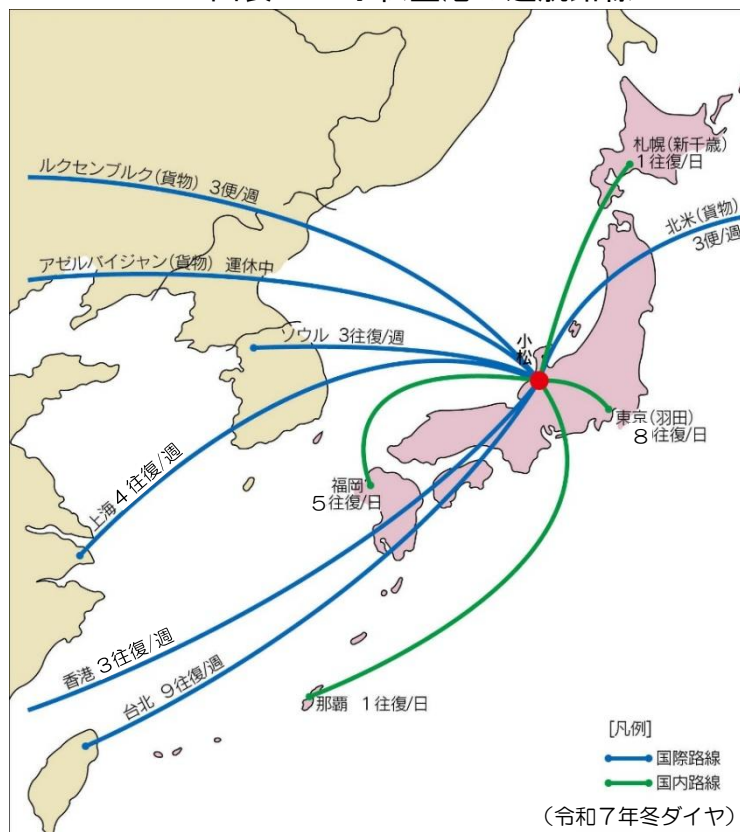 札幌(新千歳)
1往復/日
ルクセンブルク(貨物) 3便/週
北米(貨物)
3便/週
アゼルバイジャン(貨物) 運休中
ソウル 3往復/週
小松
東京(羽田)
8往復/日
上海4往復/週
福岡
5往復/日
香港 3往復/週
台北 9往復/週
那覇 1往復/日
[凡例]
国際路線
国内路線
(令和7年冬ダイヤ)